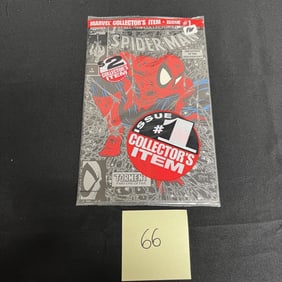 MARVEL COLLECTOR'S ITEM • ISSUE #1
SPIDER-MAN
#2
COLLECTOR'S
ITEM
ISSUE
#1
COLLECTOR'S
ITEM
TORMENT
66